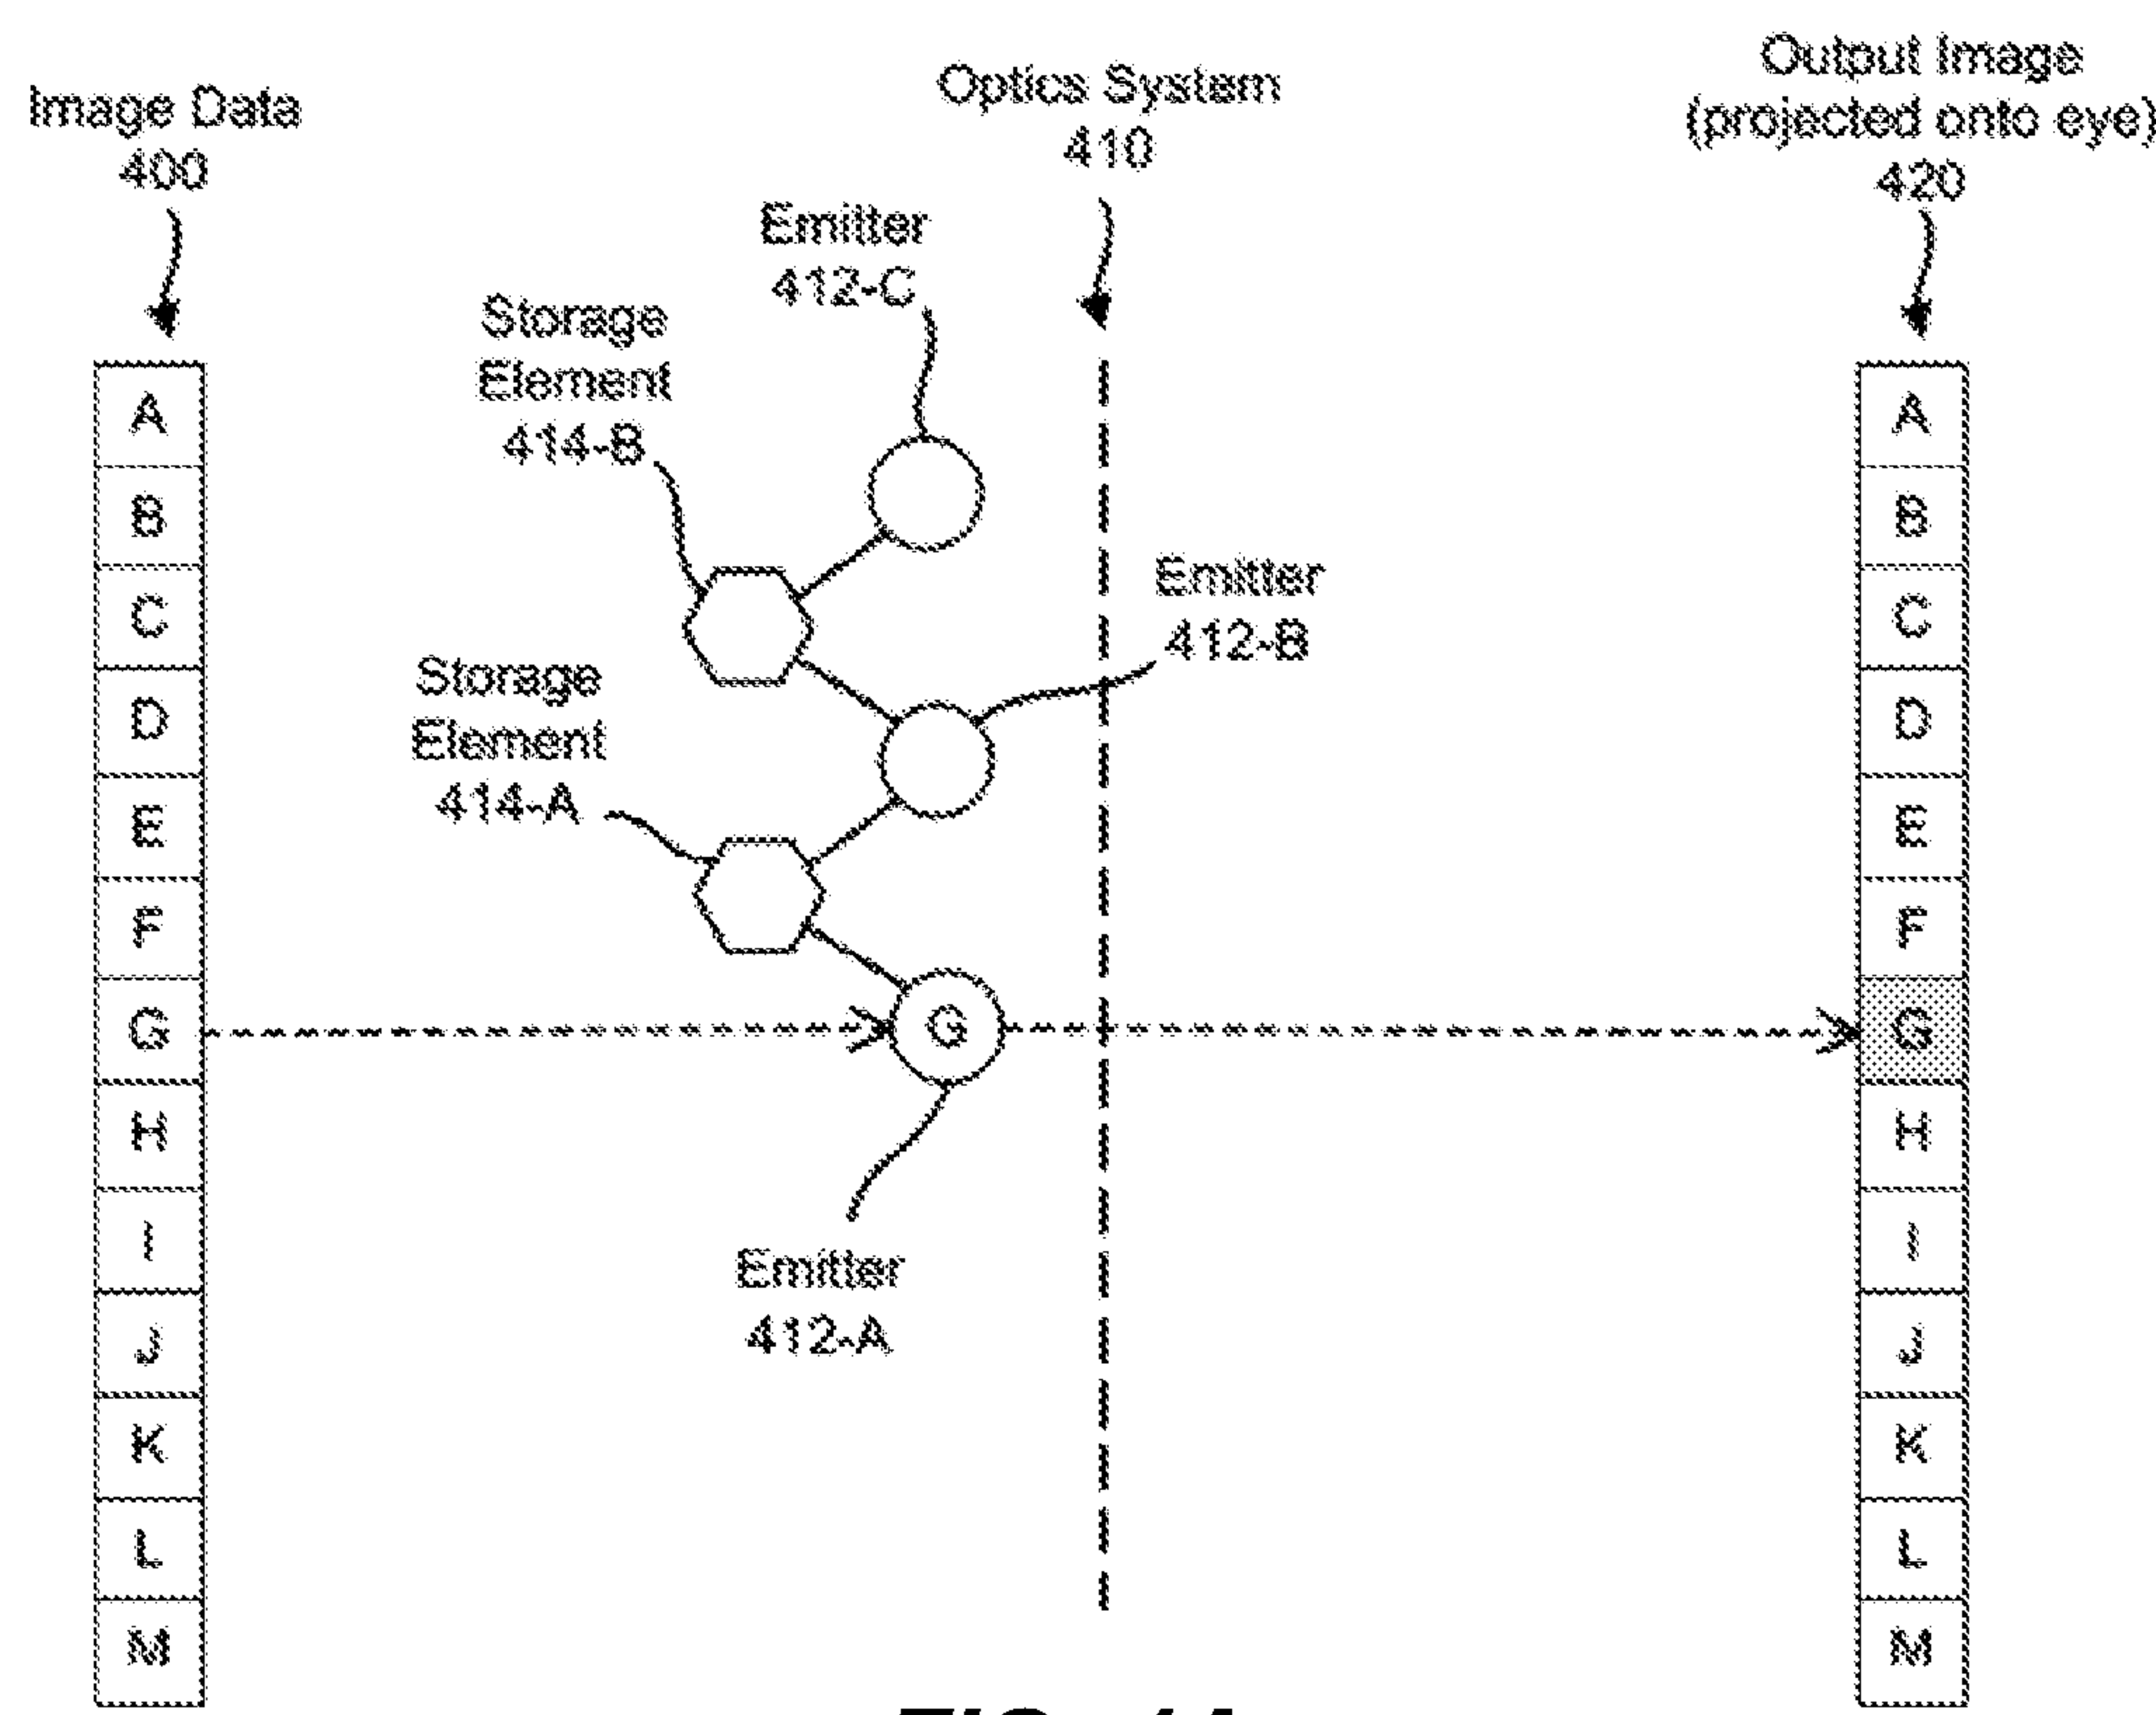 Image Data
400
Optics System
410
Output Image
(projected onto eye)
420
Emitter
412-C
Storage
Element
414-B
Emitter
412-B
Storage
Element
414-A
Emitter
412-A
A
B
C
D
E
F
G
H
I
J
K
L
M
G
A
B
C
D
E
F
G
H
I
J
K
L
M